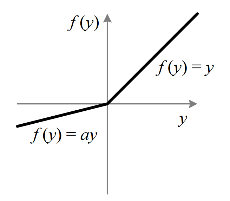 f(y)
f(y) = y
y
f(y) = ay